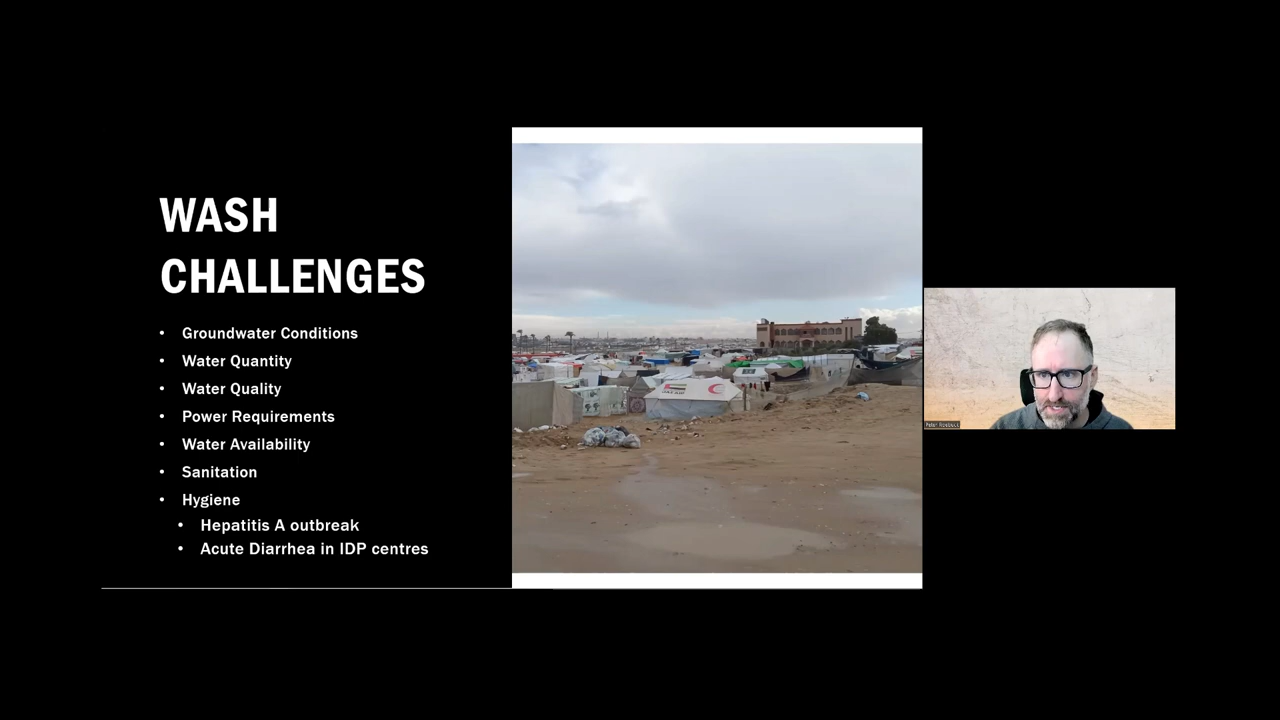 WASH
CHALLENGES
• Groundwater Conditions
• Water Quantity
• Water Quality
• Power Requirements
• Water Availability
• Sanitation
• Hygiene
• Hepatitis A outbreak
• Acute Diarrhea in IDP centres